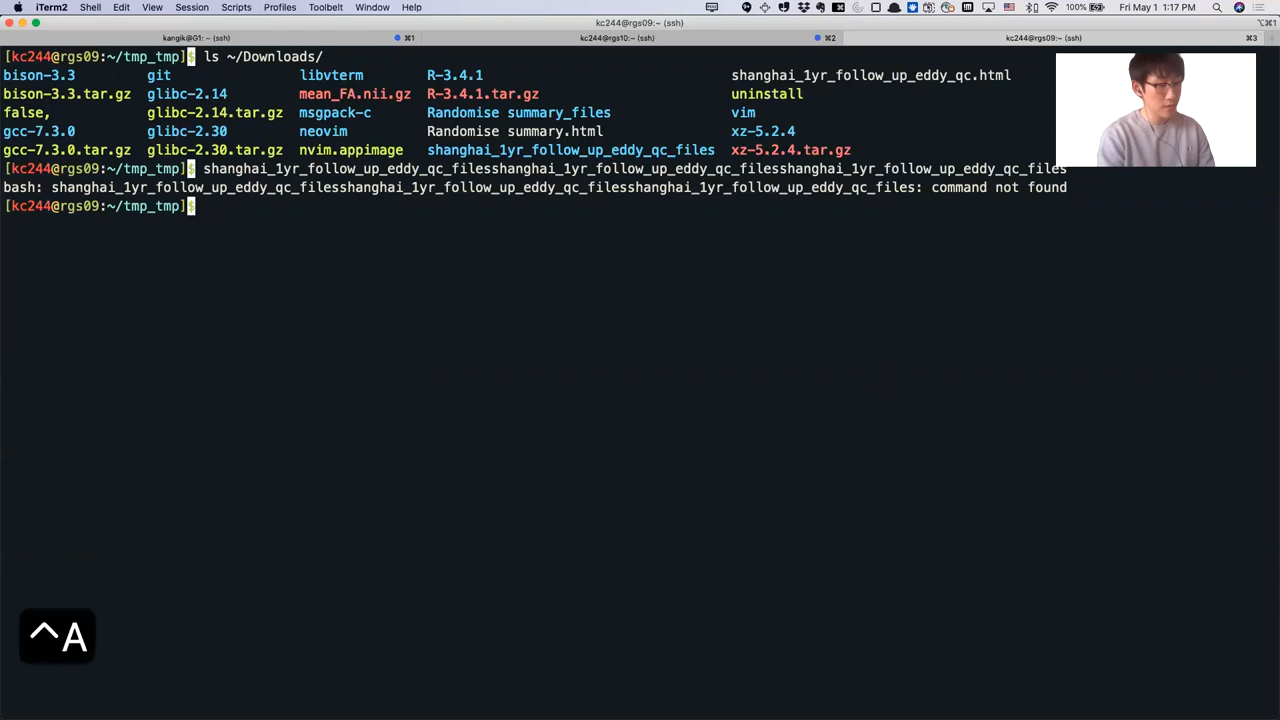 iTerm2 Shell Edit View Session Scripts Profiles Toolbelt Window Help 100% Fri May 1 1:17 PM
kc244@rgs09:~ (ssh) ⌥⌘1
kangik@G1: ~ (ssh) ⌘1 kc244@rgs10:~ (ssh) ⌘2 kc244@rgs09:~ (ssh) ⌘3
[kc244@rgs09:~/tmp_tmp]$ ls ~/Downloads/
bison-3.3 git libvterm R-3.4.1 shanghai_1yr_follow_up_eddy_qc.html
bison-3.3.tar.gz glibc-2.14 mean_FA.nii.gz R-3.4.1.tar.gz uninstall
false, glibc-2.14.tar.gz msgpack-c Randomise summary_files vim
gcc-7.3.0 glibc-2.30 neovim Randomise summary.html xz-5.2.4
gcc-7.3.0.tar.gz glibc-2.30.tar.gz nvim.appimage shanghai_1yr_follow_up_eddy_qc_files xz-5.2.4.tar.gz
[kc244@rgs09:~/tmp_tmp]$ shanghai_1yr_follow_up_eddy_qc_filesshanghai_1yr_follow_up_eddy_qc_filesshanghai_1yr_follow_up_eddy_qc_files
bash: shanghai_1yr_follow_up_eddy_qc_filesshanghai_1yr_follow_up_eddy_qc_filesshanghai_1yr_follow_up_eddy_qc_files: command not found
[kc244@rgs09:~/tmp_tmp]$
^A